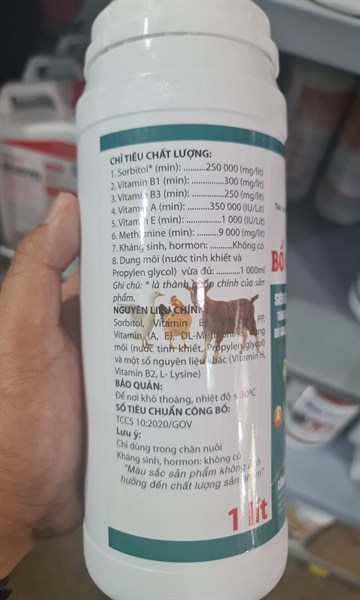 CHỈ TIÊU CHẤT LƯỢNG:
1. Sorbitol* (min): ..........250 000 (mg/lít)
2. Vitamin B1 (min): ...............300 (mg/lít)
3. Vitamin B3 (min): ...............250 (mg/lít)
4. Vitamin A (min): ..........350 000 (IU/Lít)
5. Vitamin E (min): ..............1 000 (IU/Lít)
6. Methionine (min): ..........9 000 (mg/lít)
7. Kháng sinh, hormon: ..........Không có
8. Dung môi (nước tinh khiết và
Propylen glycol) vừa đủ: ..........1 000ml
Ghi chú: * là thành phần chính của sản
phẩm.
NGUYÊN LIỆU CHÍNH:
Sorbitol, Vitamin PP,
Vitamin (A, E), DL-Methionine, Dung
môi (nước tinh khiết, Propylen glycol)
và một số nguyên liệu khác (Vitamin H,
Vitamin B2, L- Lysine)
BẢO QUẢN:
Để nơi khô thoáng, nhiệt độ ≤ 30°C
SỐ TIÊU CHUẨN CÔNG BỐ:
TCCS 10:2020/GOV
Lưu ý:
Chỉ dùng trong chăn nuôi
Kháng sinh, hormon: không có
"Màu sắc sản phẩm không ảnh
hưởng đến chất lượng sản phẩm"
1 lít
BỔ